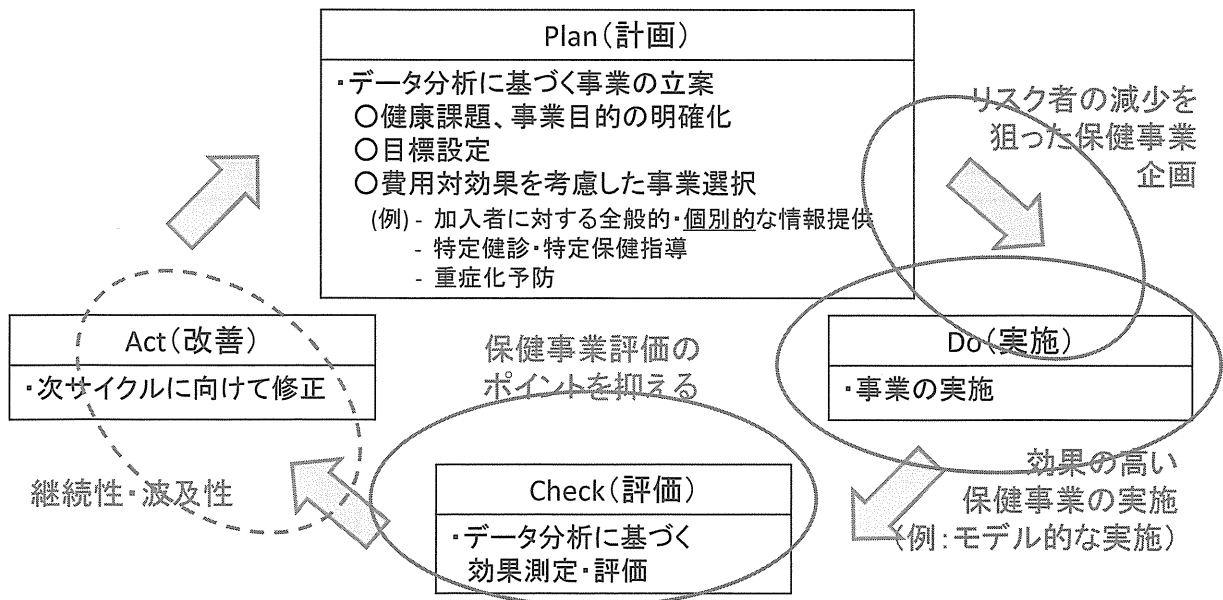 Plan(計画)
・データ分析に基づく事業の立案
〇健康課題、事業目的の明確化
〇目標設定
〇費用対効果を考慮した事業選択
(例) - 加入者に対する全般的・個別的な情報提供
- 特定健診・特定保健指導
- 重症化予防
リスク者の減少を
狙った保健事業
企画
Do(実施)
・事業の実施
効果の高い
保健事業の実施
(例:モデル的な実施)
保健事業評価の
ポイントを抑える
Check(評価)
・データ分析に基づく
効果測定・評価
Act(改善)
・次サイクルに向けて修正
継続性・波及性